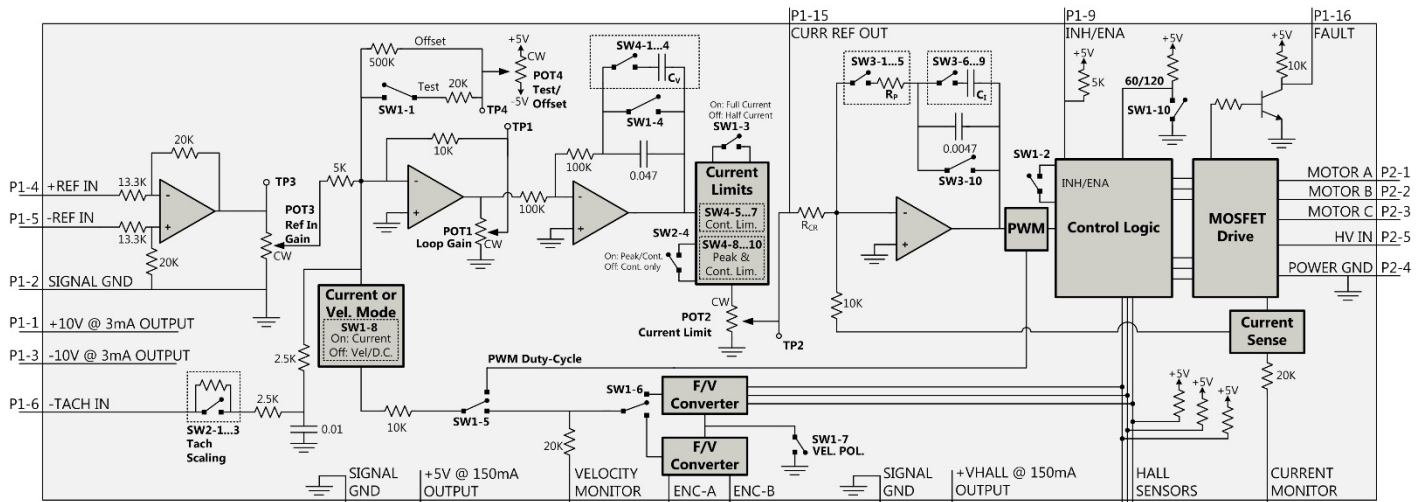 P1-15
CURR REF OUT
P1-9
INH/ENA
P1-16
FAULT
Offset
500K
Test
20K
SW1-1
TP4
+5V
CW
-5V
POT4
Test/
Offset
SW4-1...4
Cv
SW1-4
100K
0.047
On: Full Current
Off: Half Current
SW1-3
SW3-1...5
RP
SW3-6...9
CI
0.0047
SW3-10
+5V
5K
60/120
+5V
SW1-10
+5V
10K
20K
P1-4
+REF IN
13.3K
P1-5
-REF IN
13.3K
20K
-
+
TP3
POT3
Ref In
Gain
CW
5K
TP1
10K
-
+
POT1
Loop Gain
CW
100K
-
+
Current
Limits
SW4-5...7
Cont. Lim.
SW4-8...10
Peak &
Cont. Lim.
SW2-4
On: Peak/Cont.
Off: Cont. only
CW
POT2
Current Limit
TP2
RCR
-
+
10K
SW1-2
PWM
INH/ENA
Control Logic
MOSFET
Drive
MOTOR A
P2-1
MOTOR B
P2-2
MOTOR C
P2-3
HV IN
P2-5
POWER GND
P2-4
P1-2
SIGNAL GND
P1-1
+10V @ 3mA OUTPUT
P1-3
-10V @ 3mA OUTPUT
P1-6
-TACH IN
SW2-1...3
Tach
Scaling
2.5K
2.5K
0.01
Current or
Vel. Mode
SW1-8
On: Current
Off: Vel/D.C.
10K
PWM Duty-Cycle
SW1-5
20K
SW1-6
F/V
Converter
F/V
Converter
SW1-7
VEL. POL.
Current
Sense
20K
+5V
+5V
+5V
SIGNAL
GND
+5V @ 150mA
OUTPUT
VELOCITY
MONITOR
ENC-A
ENC-B
SIGNAL
GND
+VHALL @ 150mA
OUTPUT
HALL
SENSORS
CURRENT
MONITOR